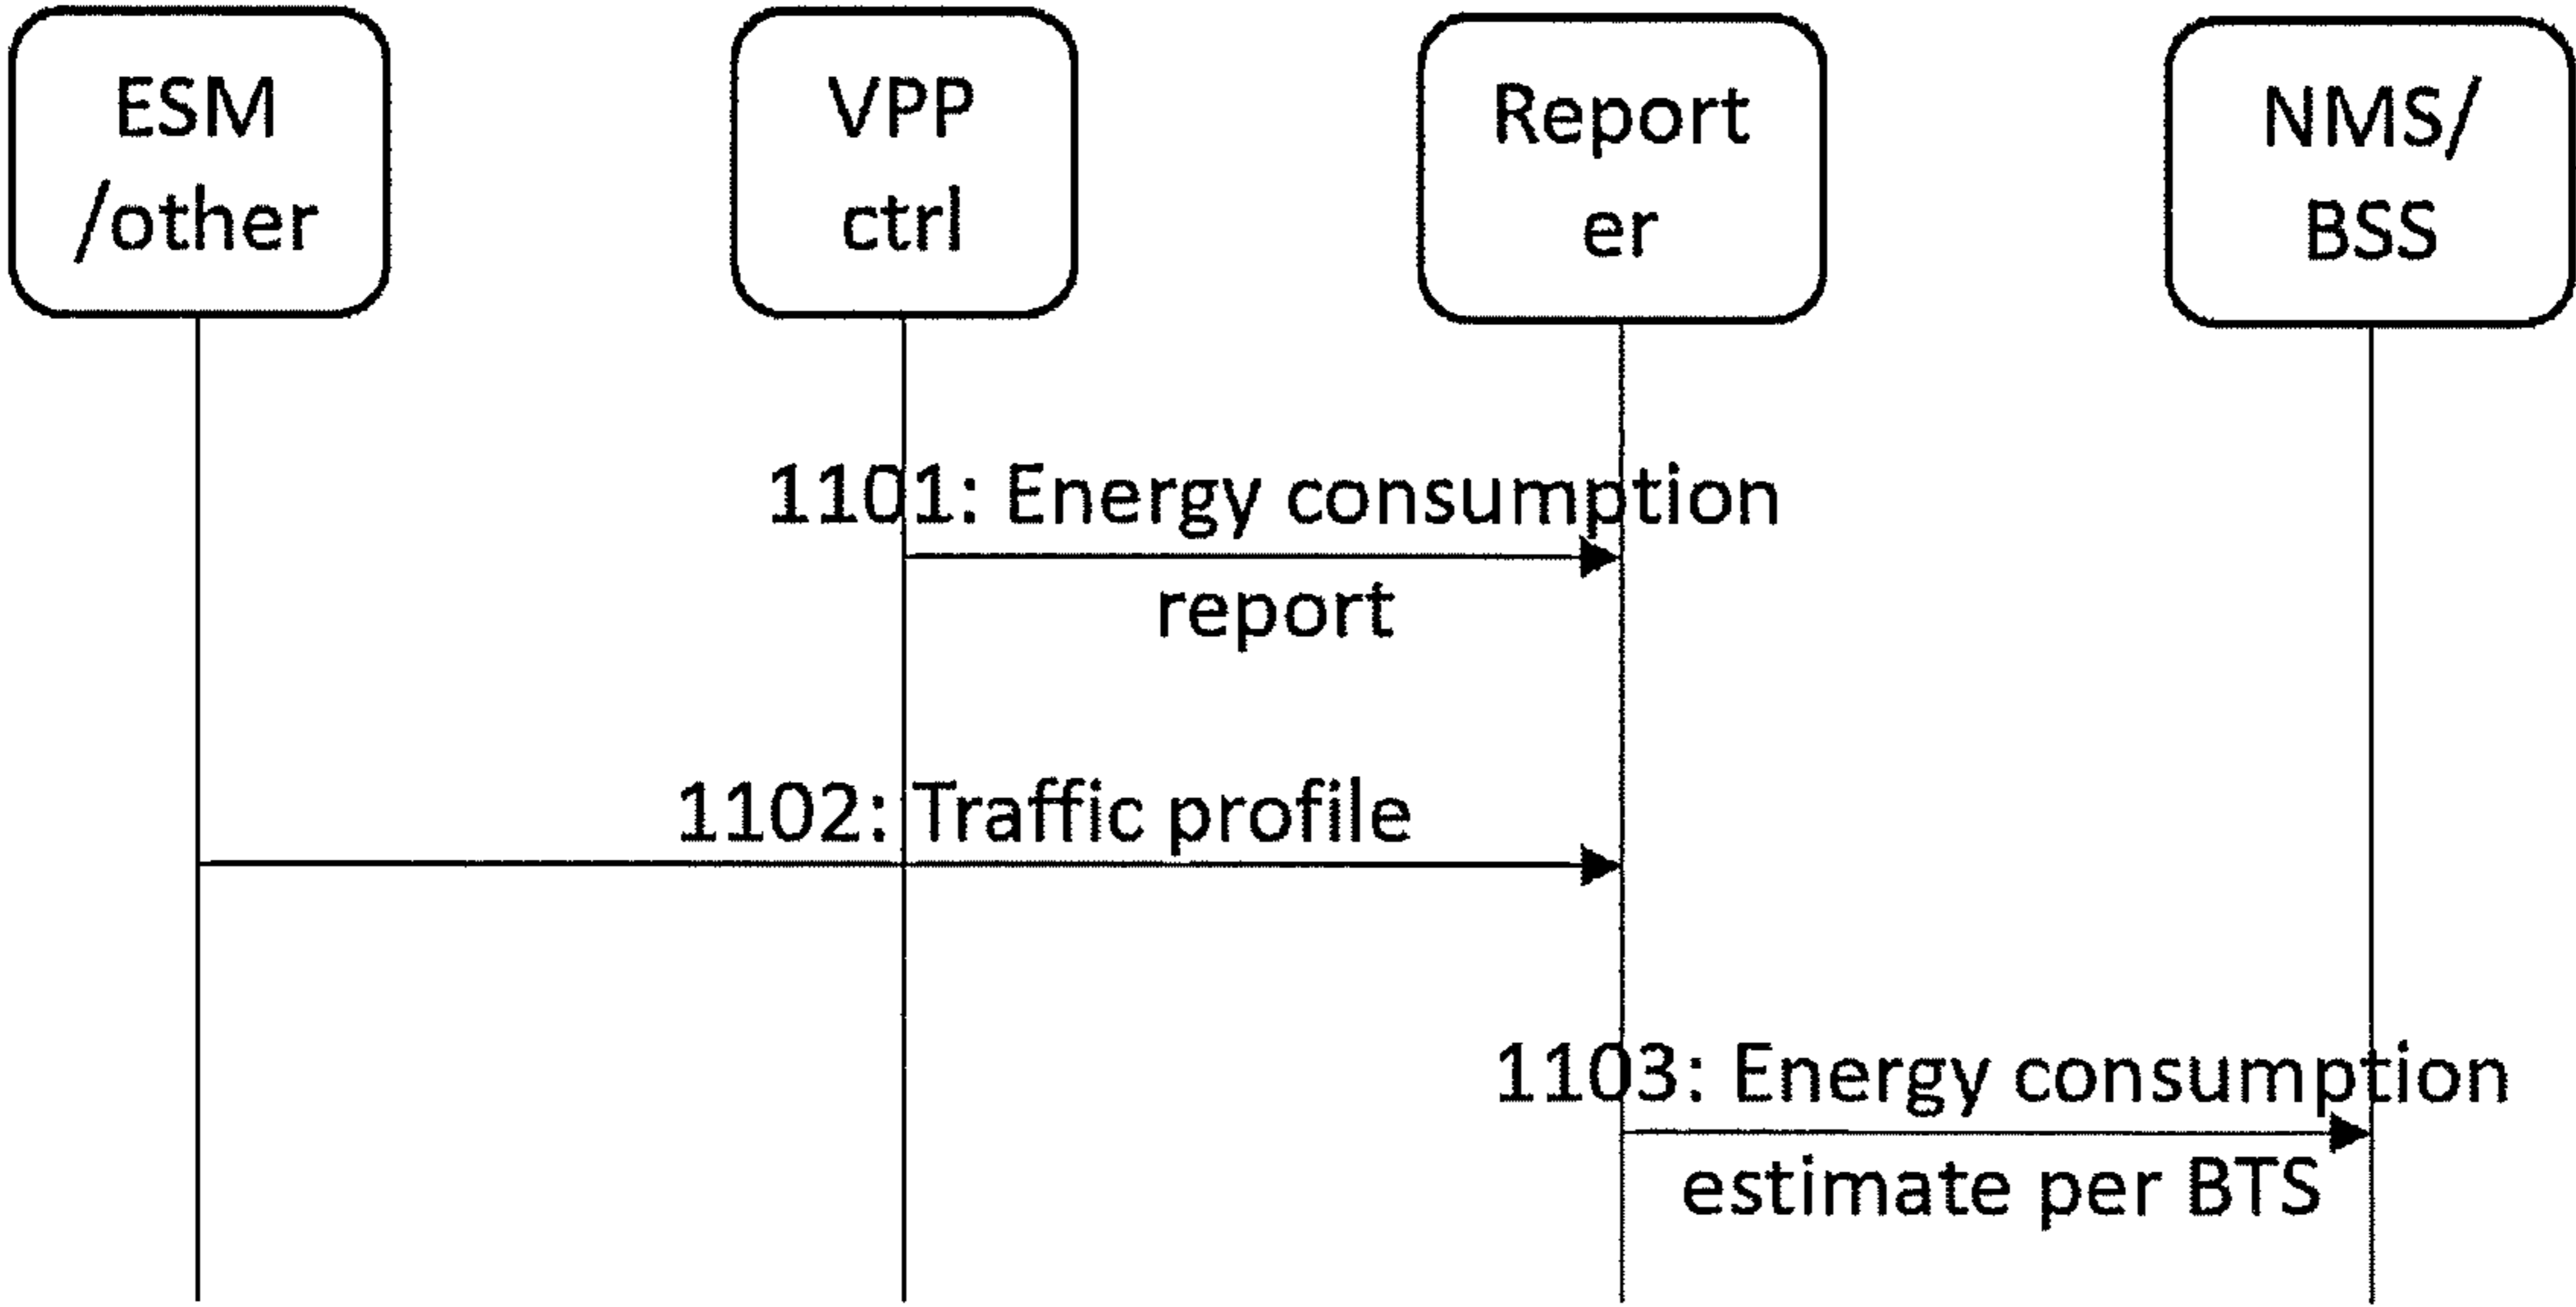 ESM
/other
VPP
ctrl
Report
er
NMS/
BSS
1101: Energy consumption
report
1102: Traffic profile
1103: Energy consumption
estimate per BTS